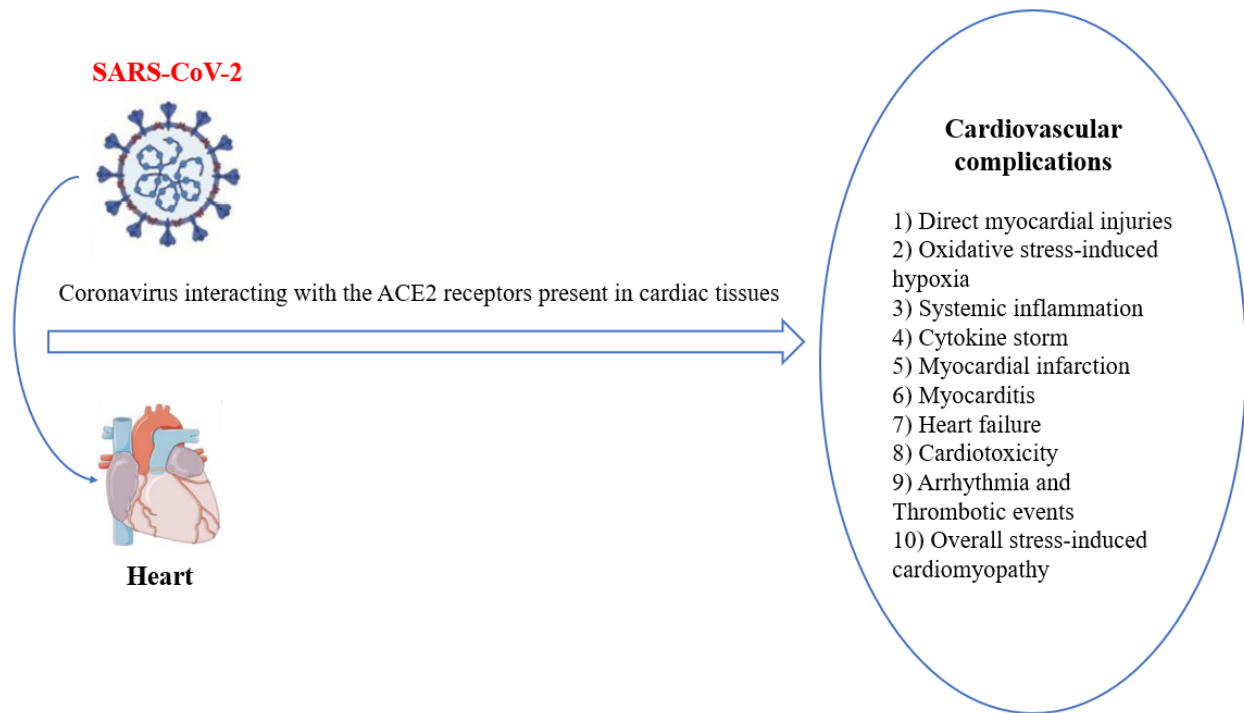 SARS-CoV-2
Coronavirus interacting with the ACE2 receptors present in cardiac tissues
Heart
Cardiovascular
complications
1) Direct myocardial injuries
2) Oxidative stress-induced
hypoxia
3) Systemic inflammation
4) Cytokine storm
5) Myocardial infarction
6) Myocarditis
7) Heart failure
8) Cardiotoxicity
9) Arrhythmia and
Thrombotic events
10) Overall stress-induced
cardiomyopathy